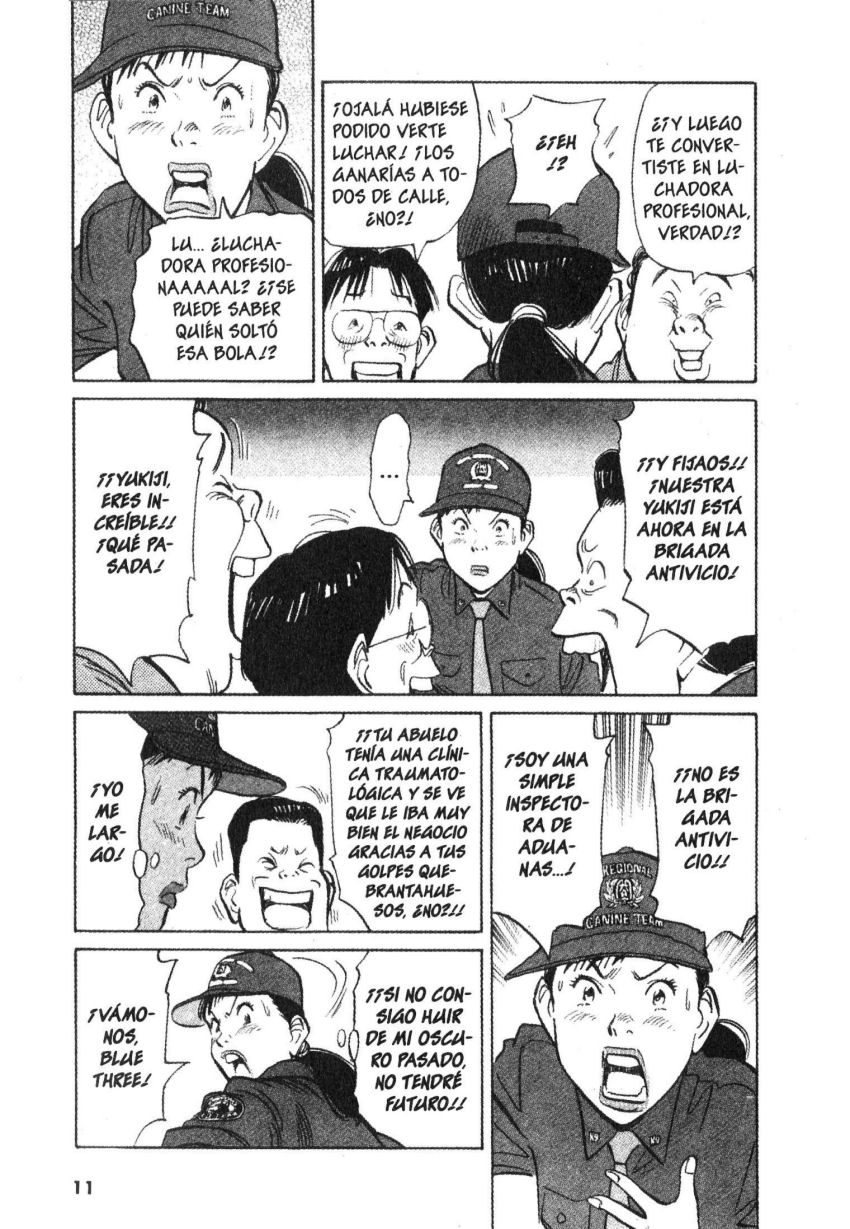 ¿¡Y LUEGO
TE CONVER-
TISTE EN LU-
CHADORA
PROFESIONAL,
VERDAD!?
¿¡EH
!?
¡OJALÁ HUBIESE
PODIDO VERTE
LUCHAR! ¡LOS
GANARÍAS A TO-
DOS DE CALLE,
¿NO?!
CANINE TEAM
LU... ¿LUCHA-
DORA PROFESIO-
NAAAAAL? ¿¡SE
PUEDE SABER
QUIÉN SOLTÓ
ESA BOLA!?
¡¡Y FIJAOS!!
¡NUESTRA
YUKIJI ESTÁ
AHORA EN LA
BRIGADA
ANTIVICIO!
...
¡¡YUKIJI,
ERES IN-
CREÍBLE!!
¡QUÉ PA-
SADA!
¡¡NO ES
LA BRI-
GADA
ANTIVI-
CIO!!
¡SOY UNA
SIMPLE
INSPECTO-
RA DE
ADUA-
NAS...!
REGIONAL
CANINE TEAM
K9
K9
¡¡TU ABUELO
TENÍA UNA CLÍNI-
CA TRAUMATO-
LÓGICA Y SE VE
QUE LE IBA MUY
BIEN EL NEGOCIO
GRACIAS A TUS
GOLPES QUE-
BRANTAHUE-
SOS, ¿NO?!!
CAN
¡YO
ME
LAR-
GO!
¡¡SI NO CON-
SIGO HUIR
DE MI OSCU-
RO PASADO,
NO TENDRÉ
FUTURO!!
¡VÁMO-
NOS,
BLUE
THREE!
11